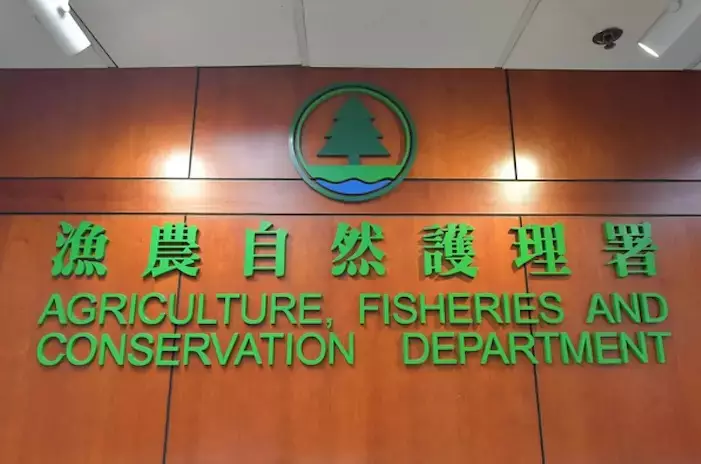 漁農自然護理署
AGRICULTURE, FISHERIES AND
CONSERVATION DEPARTMENT